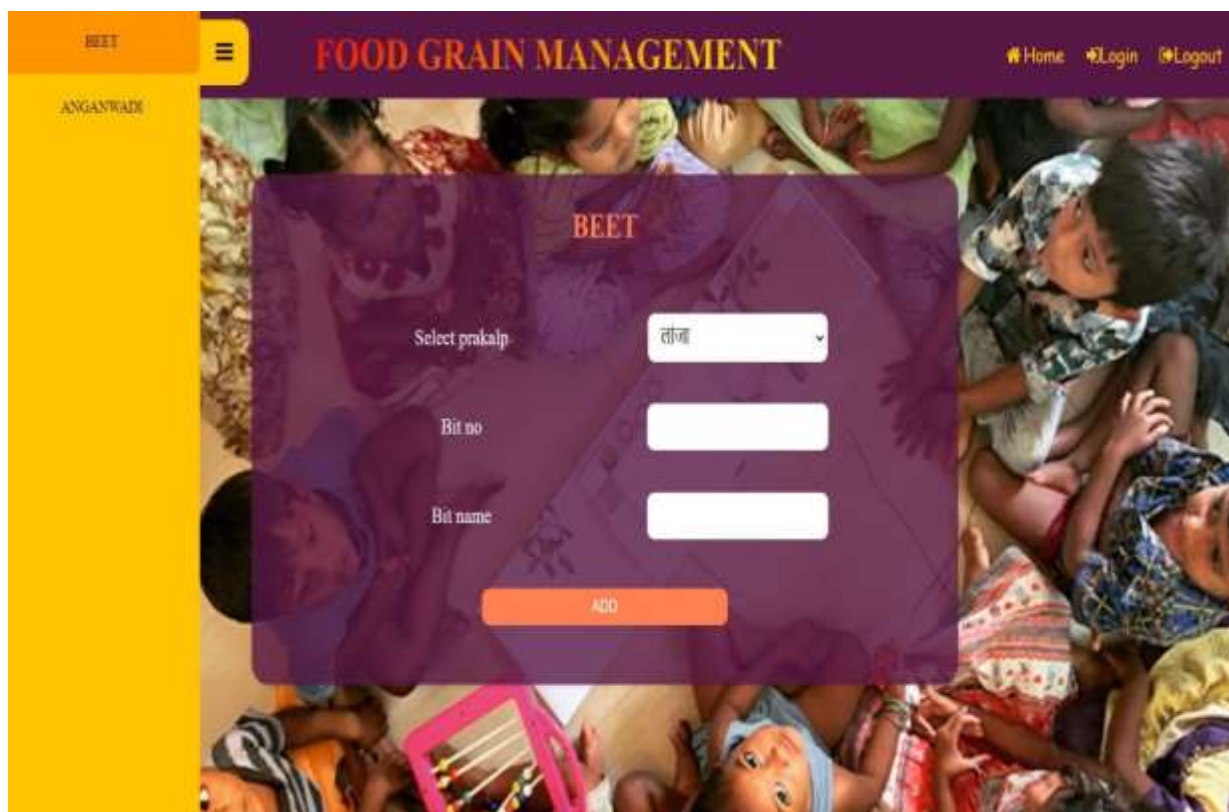 BEET
ANGANWADI
FOOD GRAIN MANAGEMENT
Home Login Logout
BEET
Select prakalp
तांजा
Bit no
Bit name
ADD